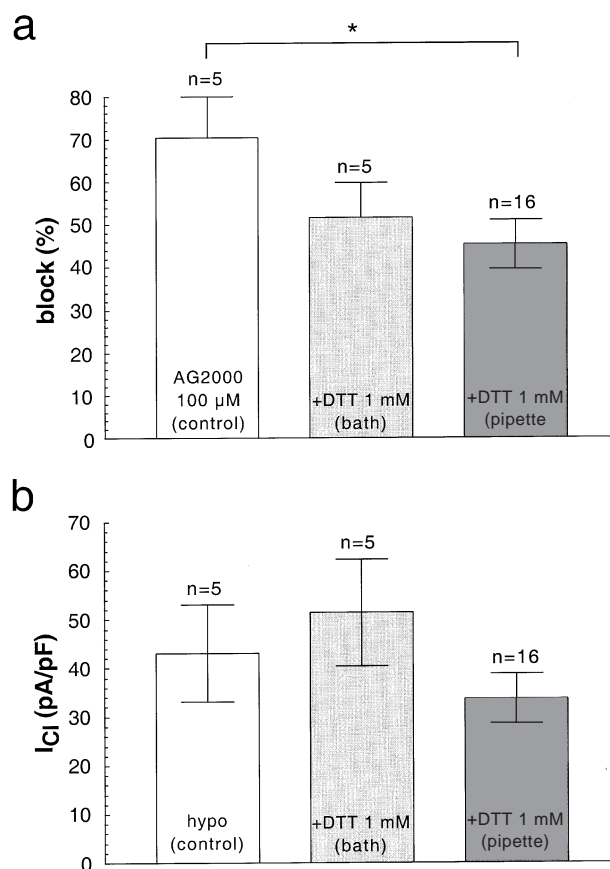 a
*
n=5
n=5
n=16
80
70
60
50
40
30
20
10
0
block (%)
AG2000
100 µM
(control)
+DTT 1 mM
(bath)
+DTT 1 mM
(pipette
b
70
60
50
40
30
20
10
0
ICl (pA/pF)
n=5
n=5
n=16
hypo
(control)
+DTT 1 mM
(bath)
+DTT 1 mM
(pipette)